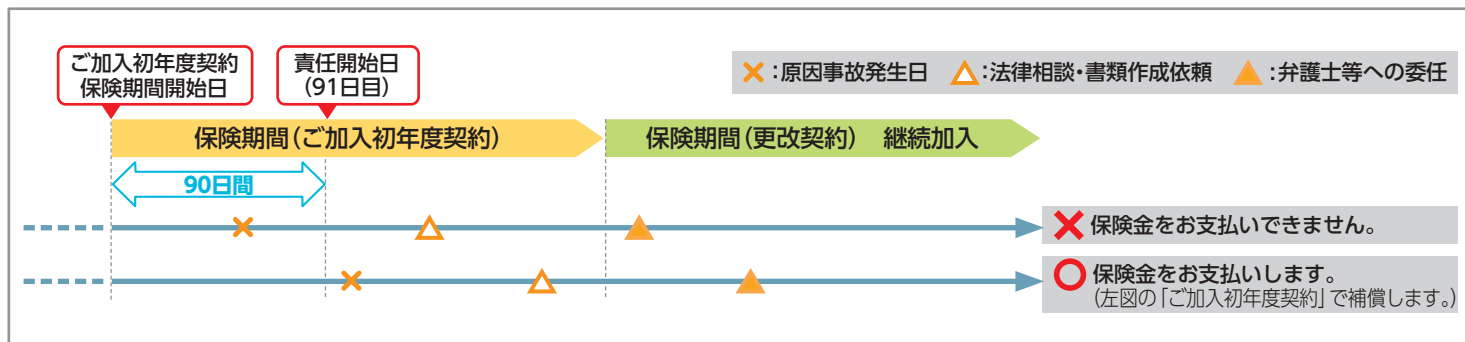 ご加入初年度契約
保険期間開始日
責任開始日
(91日目)
:原因事故発生日 :法律相談・書類作成依頼 :弁護士等への委任
保険期間(ご加入初年度契約)
保険期間(更改契約) 継続加入
90日間
保険金をお支払いできません。
保険金をお支払いします。
(左図の「ご加入初年度契約」で補償します。)